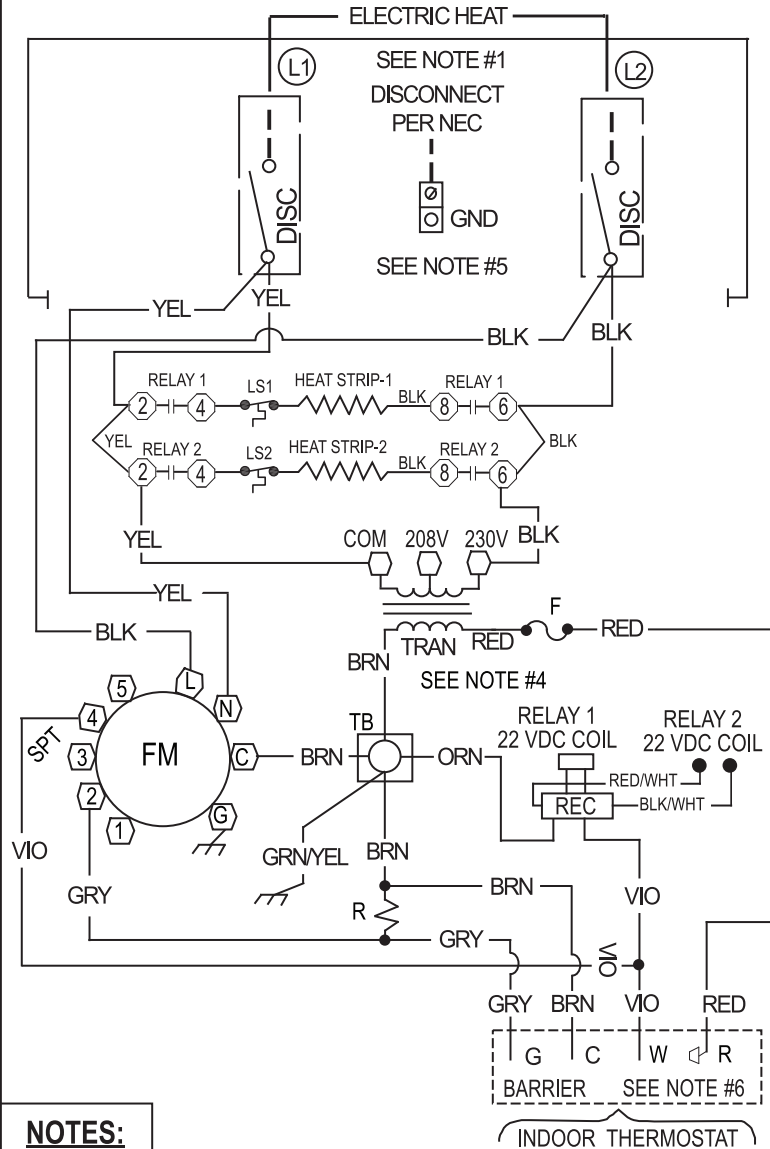 ELECTRIC HEAT
L1
SEE NOTE #1
L2
DISCONNECT
PER NEC
DISC
GND
DISC
SEE NOTE #5
YEL
YEL
BLK
BLK
RELAY 1
LS1
HEAT STRIP-1
BLK
RELAY 1
2
4
8
6
YEL
RELAY 2
LS2
HEAT STRIP-2
BLK
RELAY 2
BLK
2
4
8
6
YEL
COM
208V
230V
BLK
YEL
F
BLK
TRAN
RED
RED
BRN
SEE NOTE #4
L
5
N
4
SPT
3
FM
C
BRN
TB
ORN
RELAY 1
22 VDC COIL
RELAY 2
22 VDC COIL
RED/WHT
REC
BLK/WHT
2
1
G
VIO
GRN/YEL
BRN
GRY
R
BRN
VIO
GRY
VIO
GRY
BRN
VIO
RED
G
C
W
R
BARRIER
SEE NOTE #6
NOTES:
INDOOR THERMOSTAT